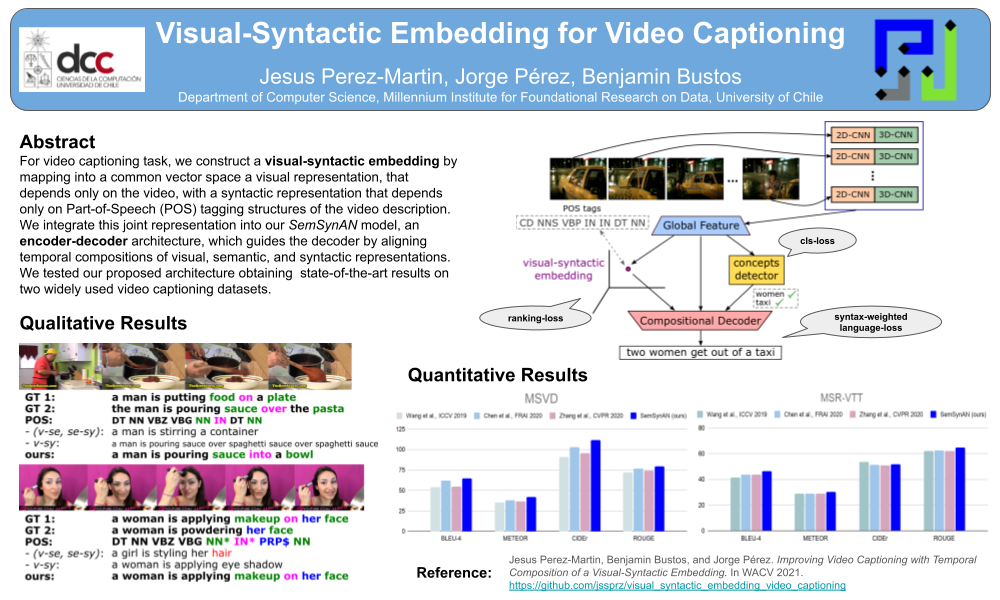 dcc
CIENCIAS DE LA COMPUTACIÓN
UNIVERSIDAD DE CHILE
Visual-Syntactic Embedding for Video Captioning
Jesus Perez-Martin, Jorge Pérez, Benjamin Bustos
Department of Computer Science, Millennium Institute for Foundational Research on Data, University of Chile
Abstract
For video captioning task, we construct a visual-syntactic embedding by
mapping into a common vector space a visual representation, that
depends only on the video, with a syntactic representation that depends
only on Part-of-Speech (POS) tagging structures of the video description.
We integrate this joint representation into our SemSynAN model, an
encoder-decoder architecture, which guides the decoder by aligning
temporal compositions of visual, semantic, and syntactic representations.
We tested our proposed architecture obtaining state-of-the-art results on
two widely used video captioning datasets.
2D-CNN 3D-CNN
2D-CNN 3D-CNN
2D-CNN 3D-CNN
POS tags
CD NNS VBP IN IN DT NN
Global Feature
cls-loss
visual-syntactic
embedding
concepts
detector
women
taxi
ranking-loss
Compositional Decoder
syntax-weighted
language-loss
two women get out of a taxi
Qualitative Results
GT 1: a man is putting food on a plate
GT 2: the man is pouring sauce over the pasta
POS: DT NN VBZ VBG NN IN DT NN
- (v-se, se-sy): a man is stirring a container
- v-sy: a man is pouring sauce over spaghetti sauce over spaghetti sauce
ours: a man is pouring sauce into a bowl
GT 1: a woman is applying makeup on her face
GT 2: a woman is powdering her face
POS: DT NN VBZ VBG NN* IN* PRP$ NN
- (v-se, se-sy): a girl is styling her hair
- v-sy: a woman is applying eye shadow
ours: a woman is applying makeup on her face
Quantitative Results
MSVD
Wang et al., ICCV 2019 Chen et al., FRAI 2020 Zhang et al., CVPR 2020 SemSynAN (ours)
125
100
75
50
25
0
BLEU-4 METEOR CIDEr ROUGE
MSR-VTT
Wang et al., ICCV 2019 Chen et al., FRAI 2020 Zhang et al., CVPR 2020 SemSynAN (ours)
80
60
40
20
0
BLEU-4 METEOR CIDEr ROUGE
Reference:
Jesus Perez-Martin, Benjamin Bustos, and Jorge Pérez. Improving Video Captioning with Temporal
Composition of a Visual-Syntactic Embedding. In WACV 2021.
https://github.com/jssprz/visual_syntactic_embedding_video_captioning